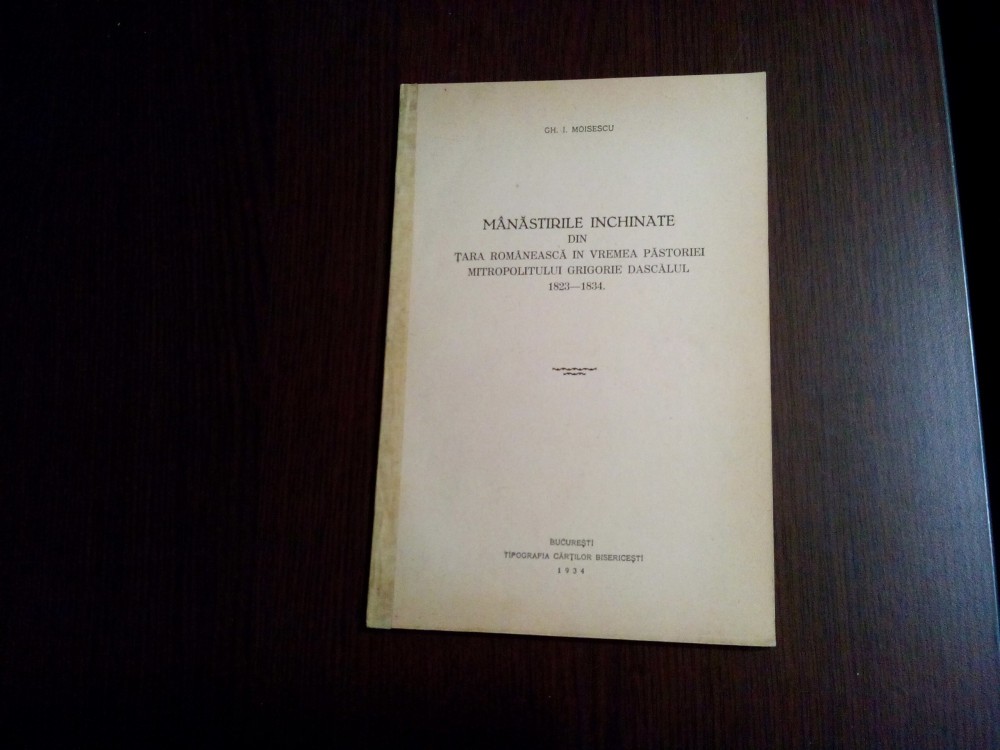 GH. I. MOISESCU
MÂNĂSTIRILE INCHINATE
DIN
ȚARA ROMÂNEASCĂ IN VREMEA PĂSTORIEI
MITROPOLITULUI GRIGORIE DASCĂLUL
1823—1834.
BUCUREȘTI
TIPOGRAFIA CĂRȚILOR BISERICEȘTI
1934